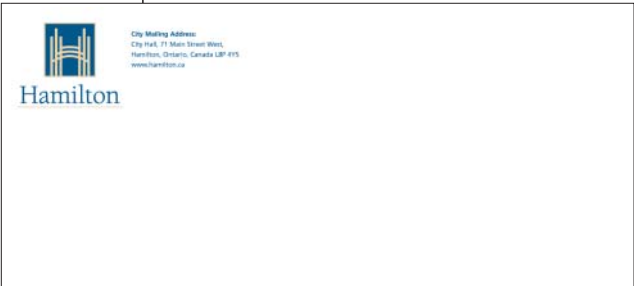 City Mailing Address:
City Hall, 71 Main Street West,
Hamilton, Ontario, Canada L8P 4Y5
www.hamilton.ca
Hamilton